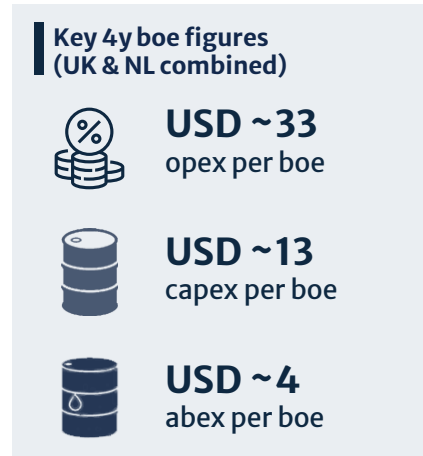 Key 4y boe figures
(UK & NL combined)
%
USD ~33
opex per boe
USD ~13
capex per boe
USD ~4
abex per boe